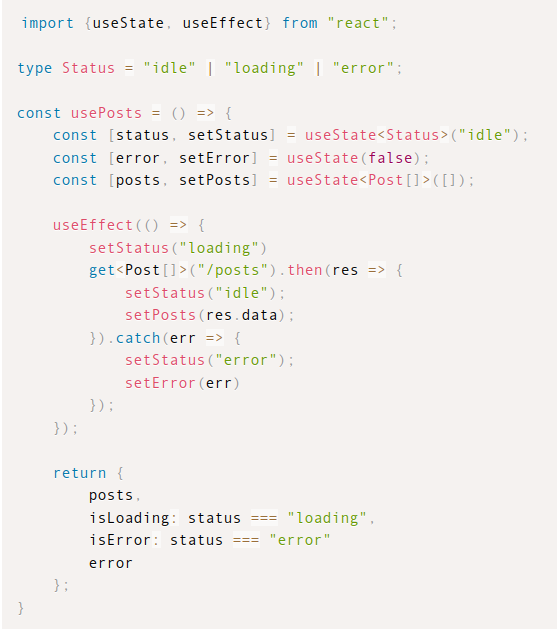 import {useState, useEffect} from "react";
type Status = "idle" | "loading" | "error";
const usePosts = () => {
    const [status, setStatus] = useState<Status>("idle");
    const [error, setError] = useState(false);
    const [posts, setPosts] = useState<Post[]>([]);
    useEffect(() => {
        setStatus("loading")
        get<Post[]>("/posts").then(res => {
            setStatus("idle");
            setPosts(res.data);
        }).catch(err => {
            setStatus("error");
            setError(err)
        });
    });
    return {
        posts,
        isLoading: status === "loading",
        isError: status === "error"
        error
    };
}